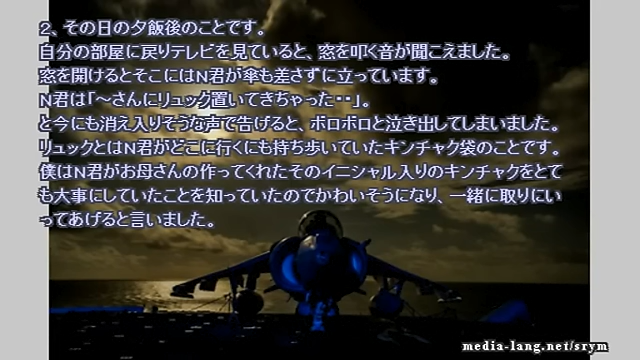 ２、その日の夕飯後のことです。
自分の部屋に戻りテレビを見ていると、窓を叩く音が聞こえました。
窓を開けるとそこにはＮ君が傘も差さずに立っています。
Ｎ君は「～さんにリュック置いてきちゃった・・」。
と今にも消え入りそうな声で告げると、ボロボロと泣き出してしまいました。
リュックとはＮ君がどこに行くにも持ち歩いていたキンチャク袋のことです。
僕はＮ君がお母さんの作ってくれたそのイニシャル入りのキンチャクをとて
も大事にしていたことを知っていたのでかわいそうになり、一緒に取りにい
ってあげると言いました。
media-lang.net/srym